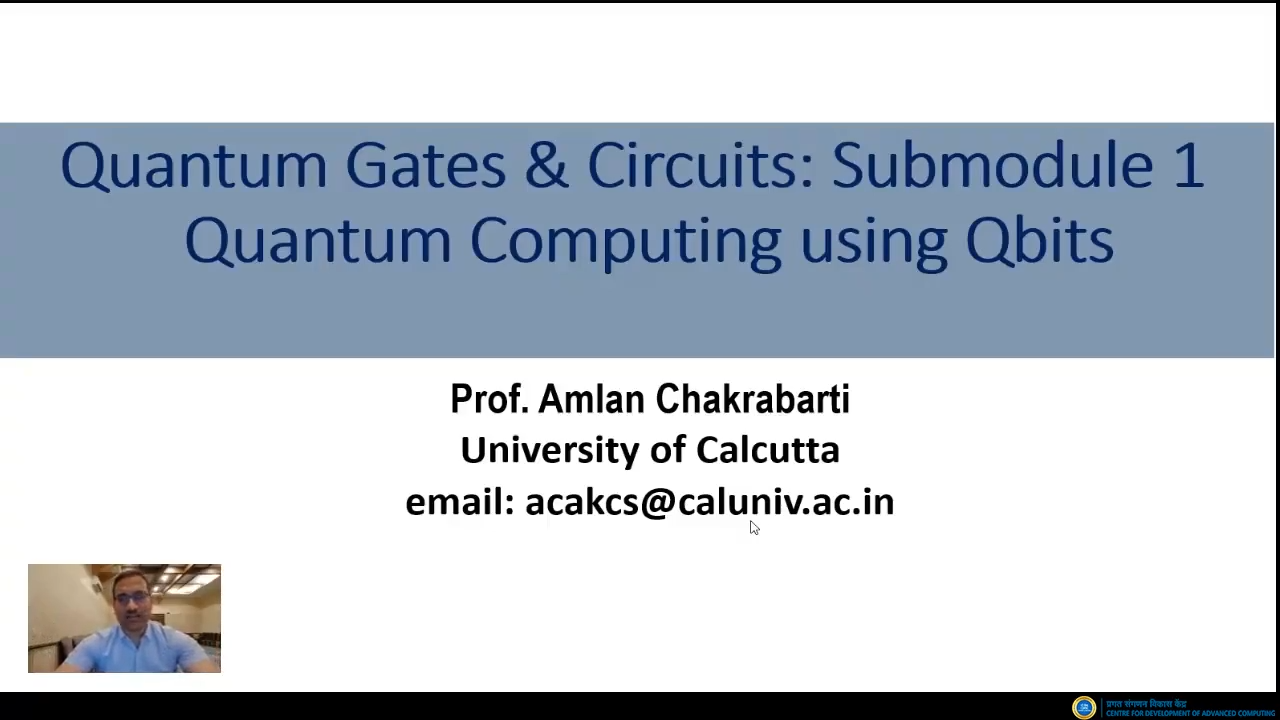 Quantum Gates & Circuits: Submodule 1
Quantum Computing using Qbits
Prof. Amlan Chakrabarti
University of Calcutta
email: acakcs@caluniv.ac.in
प्रगत संगणन विकास केंद्र
CENTRE FOR DEVELOPMENT OF ADVANCED COMPUTING